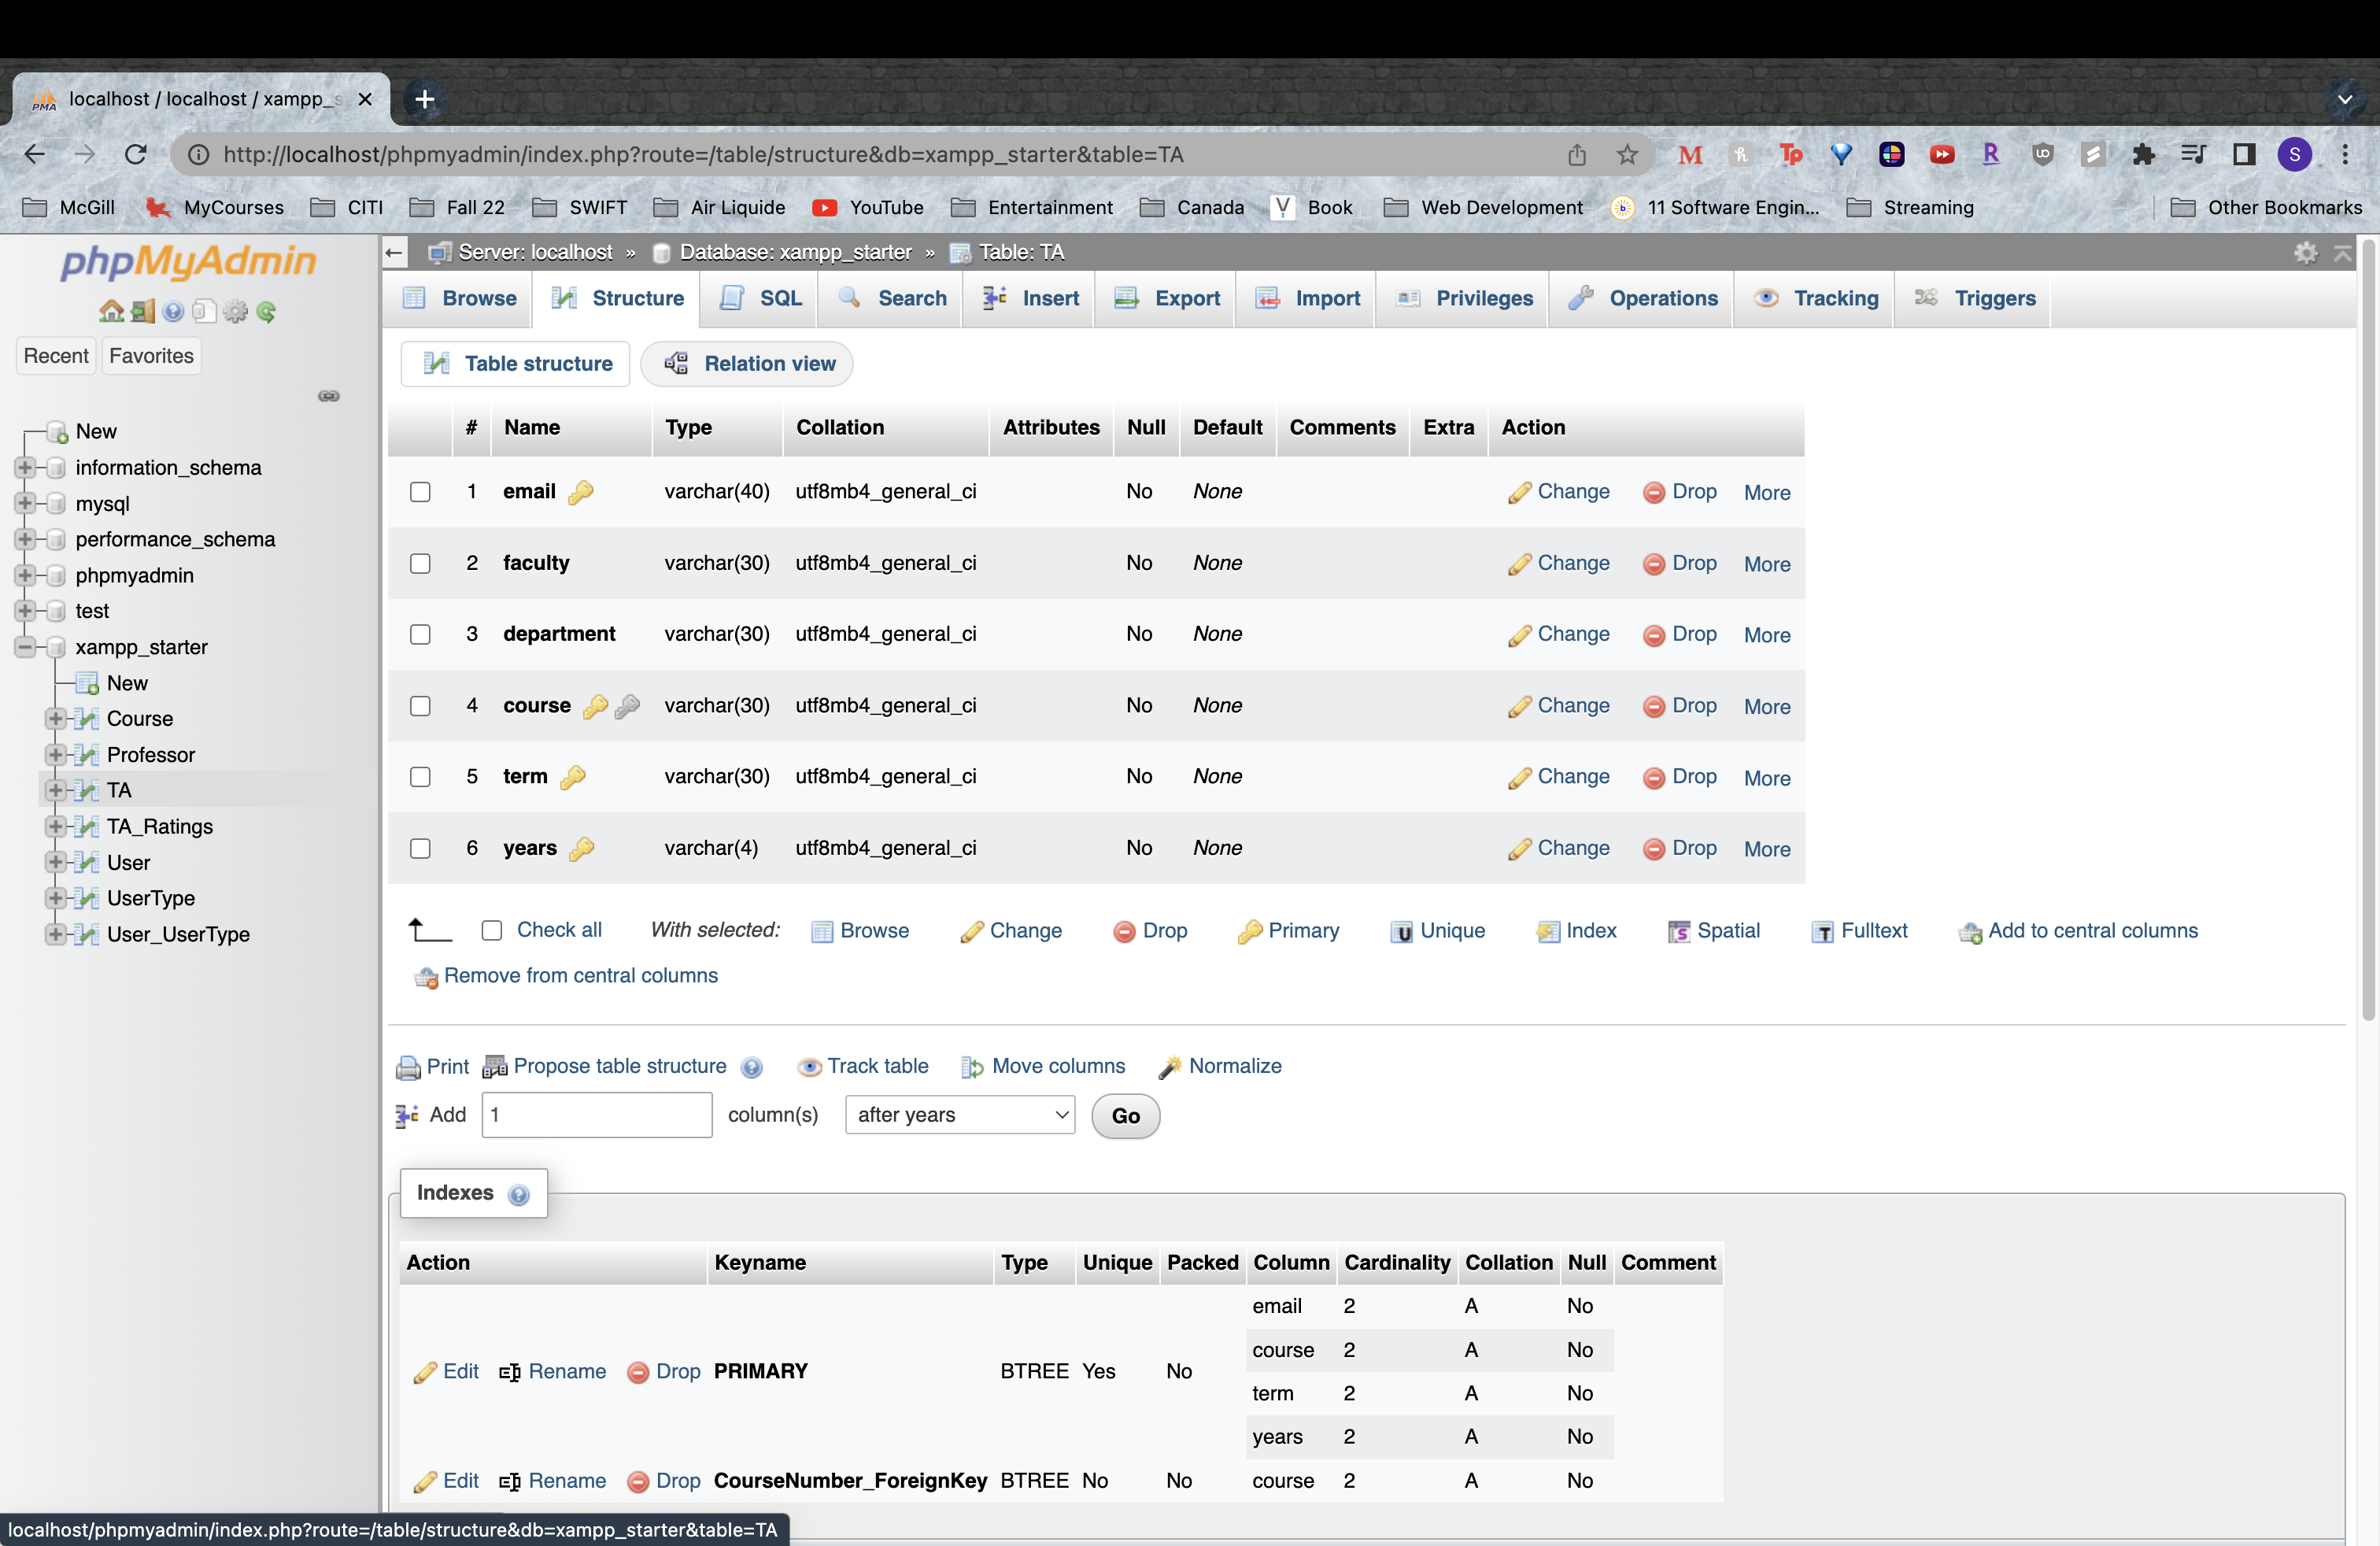 localhost / localhost / xampp_s
http://localhost/phpmyadmin/index.php?route=/table/structure&db=xampp_starter&table=TA
McGill MyCourses CITI Fall 22 SWIFT Air Liquide YouTube Entertainment Canada Book Web Development 11 Software Engin... Streaming Other Bookmarks
phpMyAdmin
Recent Favorites
New
information_schema
mysql
performance_schema
phpmyadmin
test
xampp_starter
New
Course
Professor
TA
TA_Ratings
User
UserType
User_UserType
Server: localhost » Database: xampp_starter » Table: TA
Browse Structure SQL Search Insert Export Import Privileges Operations Tracking Triggers
Table structure Relation view
# Name Type Collation Attributes Null Default Comments Extra Action
1 email varchar(40) utf8mb4_general_ci No None Change Drop More
2 faculty varchar(30) utf8mb4_general_ci No None Change Drop More
3 department varchar(30) utf8mb4_general_ci No None Change Drop More
4 course varchar(30) utf8mb4_general_ci No None Change Drop More
5 term varchar(30) utf8mb4_general_ci No None Change Drop More
6 years varchar(4) utf8mb4_general_ci No None Change Drop More
Check all With selected: Browse Change Drop Primary Unique Index Spatial Fulltext Add to central columns
Remove from central columns
Print Propose table structure Track table Move columns Normalize
Add 1 column(s) after years Go
Indexes
Action Keyname Type Unique Packed Column Cardinality Collation Null Comment
email 2 A No
course 2 A No
Edit Rename Drop PRIMARY BTREE Yes No
term 2 A No
years 2 A No
Edit Rename Drop CourseNumber_ForeignKey BTREE No No course 2 A No
localhost/phpmyadmin/index.php?route=/table/structure&db=xampp_starter&table=TA